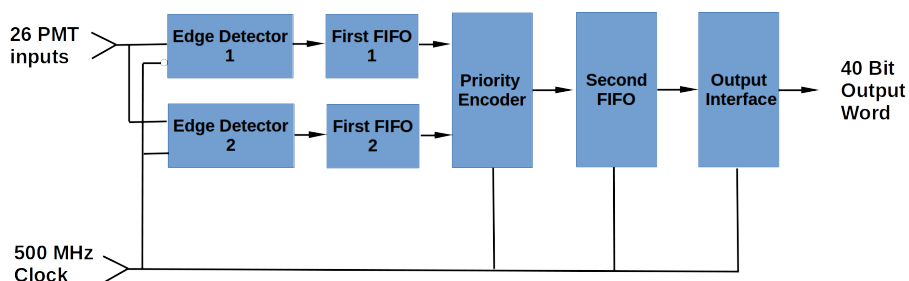 26 PMT
inputs
Edge Detector
1
First FIFO
1
Edge Detector
2
First FIFO
2
Priority
Encoder
Second
FIFO
Output
Interface
40 Bit
Output
Word
500 MHz
Clock